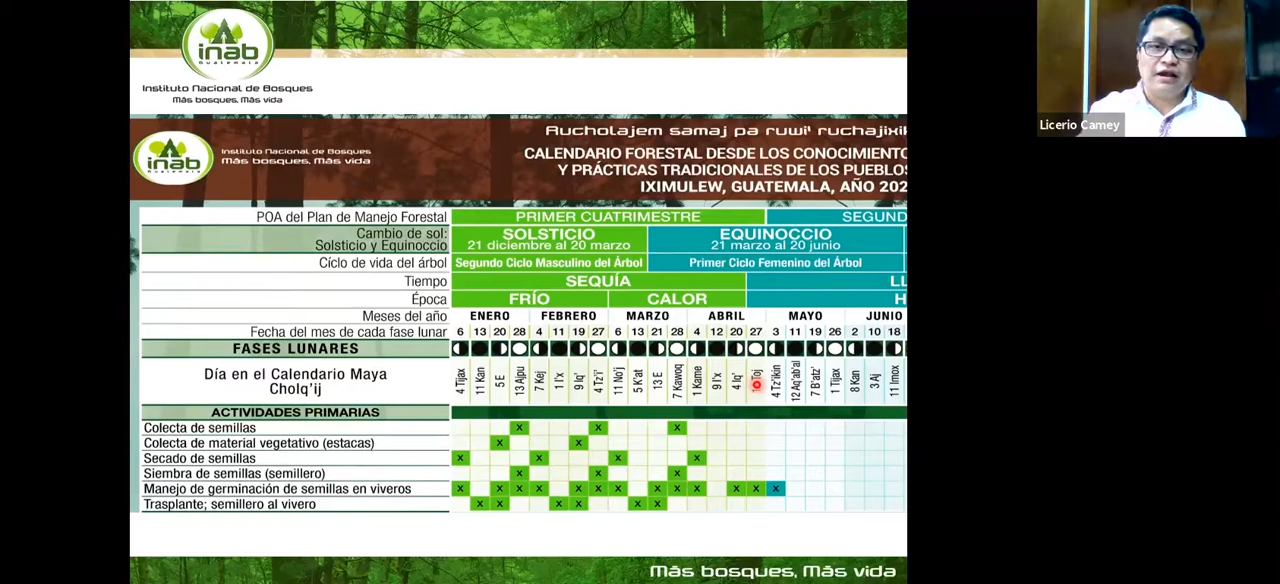 inab
Guatemala
Instituto Nacional de Bosques
Más bosques, Más vida
Licerio Camey
Rucholajem samaj pa ruwi' ruchajixik
inab
Guatemala
Instituto Nacional de Bosques
Más bosques, Más vida
CALENDARIO FORESTAL DESDE LOS CONOCIMIENTO
Y PRÁCTICAS TRADICIONALES DE LOS PUEBLOS
IXIMULEW, GUATEMALA, AÑO 202
POA del Plan de Manejo Forestal PRIMER CUATRIMESTRE SEGUND
Cambio de sol: SOLSTICIO EQUINOCCIO
Solsticio y Equinoccio 21 diciembre al 20 marzo 21 marzo al 20 junio
Cíclo de vida del árbol Segundo Ciclo Masculino del Árbol Primer Ciclo Femenino del Árbol
Tiempo SEQUÍA LL
Época FRÍO CALOR H
Meses del año ENERO FEBRERO MARZO ABRIL MAYO JUNIO
Fecha del mes de cada fase lunar 6 13 20 28 4 11 19 27 6 13 21 28 4 12 20 27 3 11 19 26 2 10 18
FASES LUNARES
Día en el Calendario Maya
Cholq'ij
4 Tijax 11 Kan 5 E 13 Ajpu 7 Kej 1 I'x 9 Iq' 4 Tz'i' 11 No'j 5 K'at 13 E 7 Kawoq 1 Kame 9 I'x 4 Iq' Toj 4 Tz'ikin 12 Aq'ab'al 7 B'atz' 1 Tijax 8 Kan 3 Aj 11 Imox
ACTIVIDADES PRIMARIAS
Colecta de semillas x x x
Colecta de material vegetativo (estacas) x x
Secado de semillas x x x x
Siembra de semillas (semillero) x x x
Manejo de germinación de semillas en viveros x x x x x x x x x x x x x x x
Trasplante; semillero al vivero x x x x x x
Más bosques, Más vida